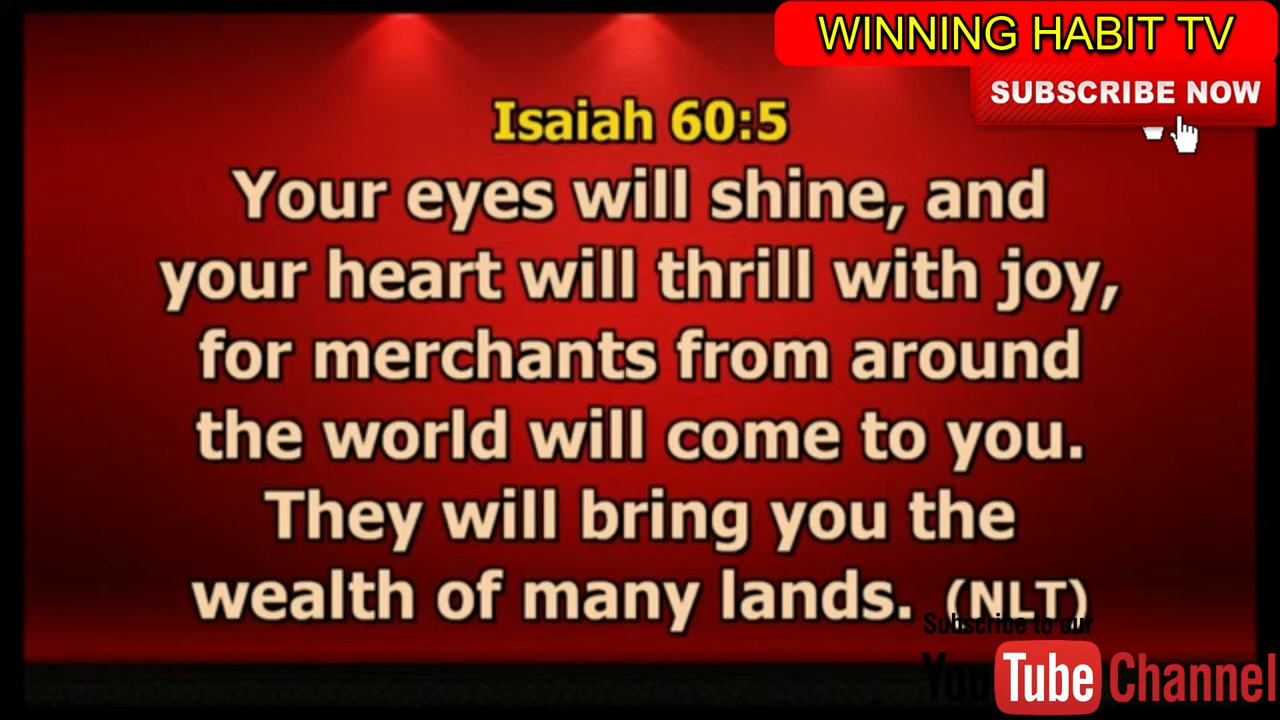 WINNING HABIT TV
SUBSCRIBE NOW
Isaiah 60:5
Your eyes will shine, and
your heart will thrill with joy,
for merchants from around
the world will come to you.
They will bring you the
wealth of many lands. (NLT)
Subscribe to our
YouTube Channel